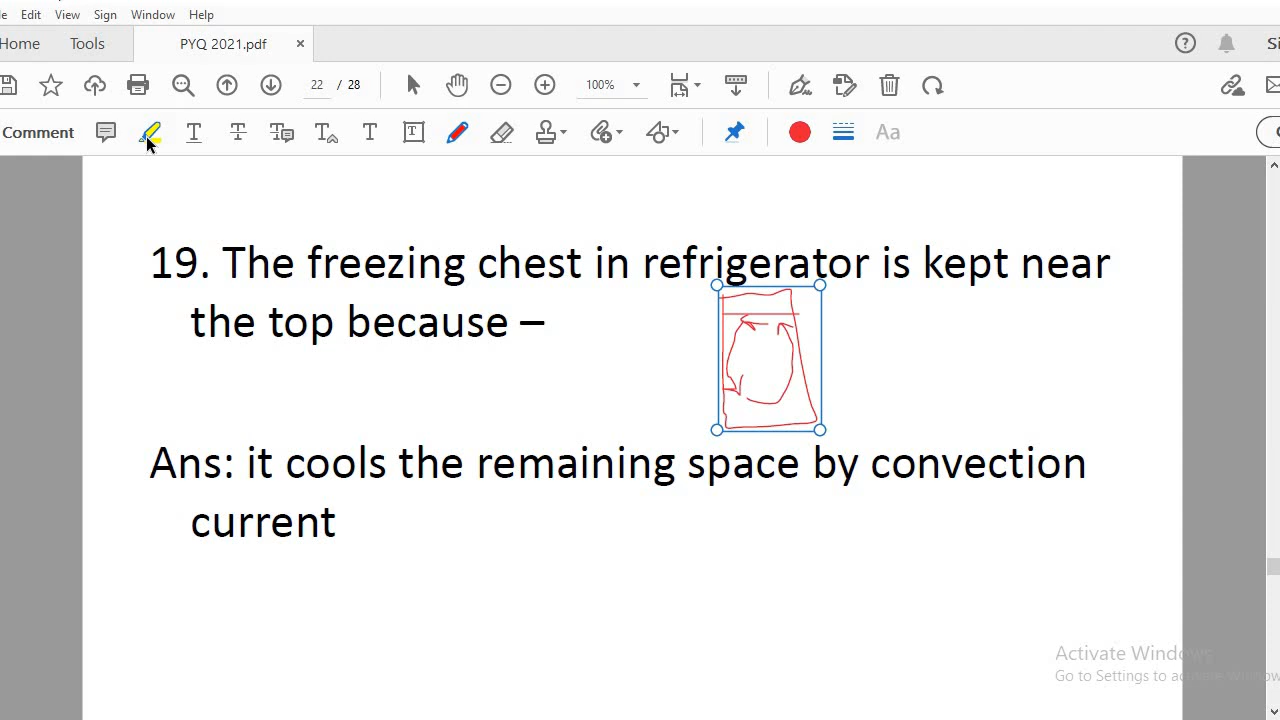 Edit View Sign Window Help
Home Tools PYQ 2021.pdf ×
22 / 28 100%
Comment Aa
19. The freezing chest in refrigerator is kept near
the top because –
Ans: it cools the remaining space by convection
current
Activate Windows
Go to Settings to activate Windows